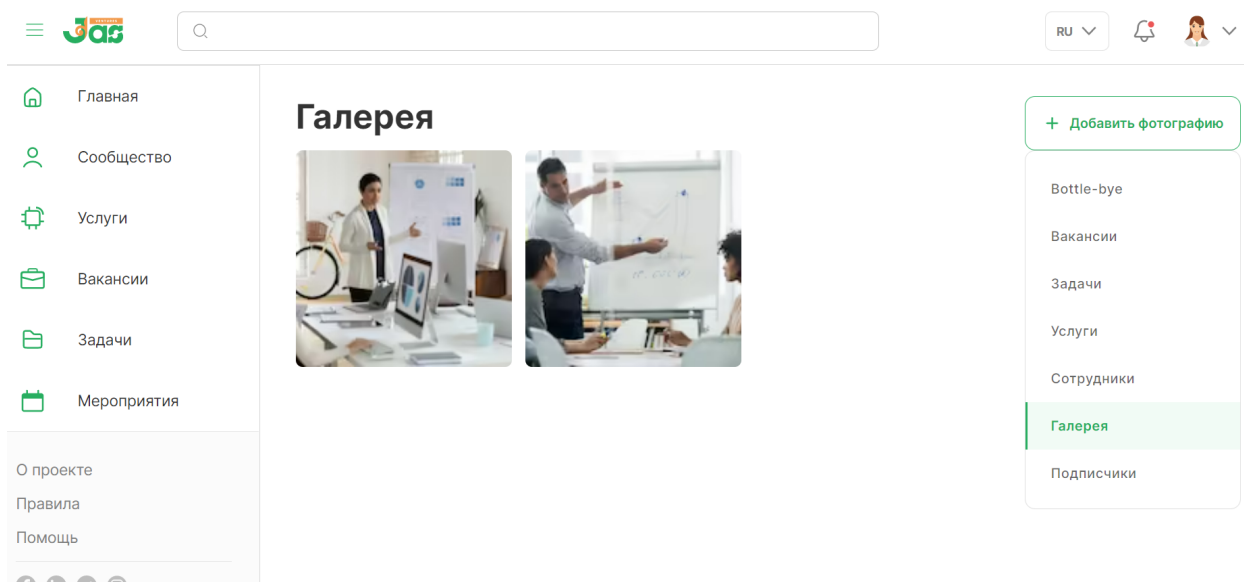 Jas
RU
Главная
Сообщество
Услуги
Вакансии
Задачи
Мероприятия
О проекте
Правила
Помощь
Галерея
+ Добавить фотографию
Bottle-bye
Вакансии
Задачи
Услуги
Сотрудники
Галерея
Подписчики